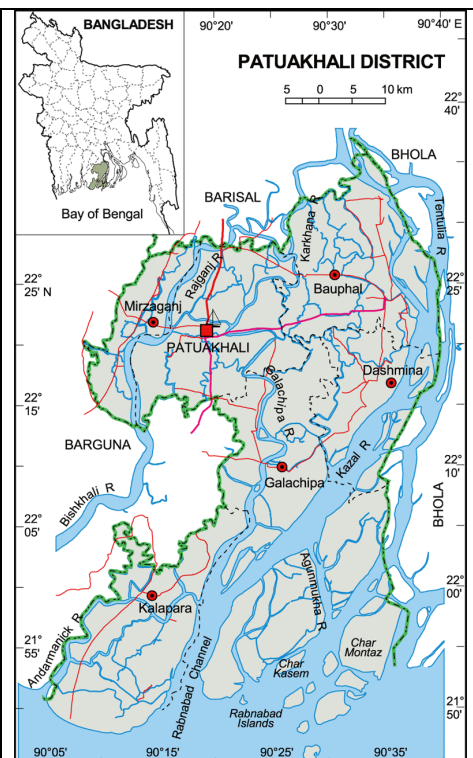 90°20'
90°30'
90°40' E
BANGLADESH
Bay of Bengal
PATUAKHALI DISTRICT
5 0 5 10 km
22°
40'
BHOLA
BARISAL
Tentulia R
Karkhana R
Rajganj R
22°
25' N
22°
25'
Bauphal
Mirzaganj
PATUAKHALI
Dashmina
Galachipa R
22°
15'
BARGUNA
Kazal R
22°
10'
Galachipa
Bishkhali R
BHOLA
22°
05'
Agunmukha R
22°
00'
Kalapara
Andarmanick R
21°
55'
Char
Montaz
Rabnabad Channel
Char
Kasem
Rabnabad
Islands
21°
50'
90°05'
90°15'
90°25'
90°35'